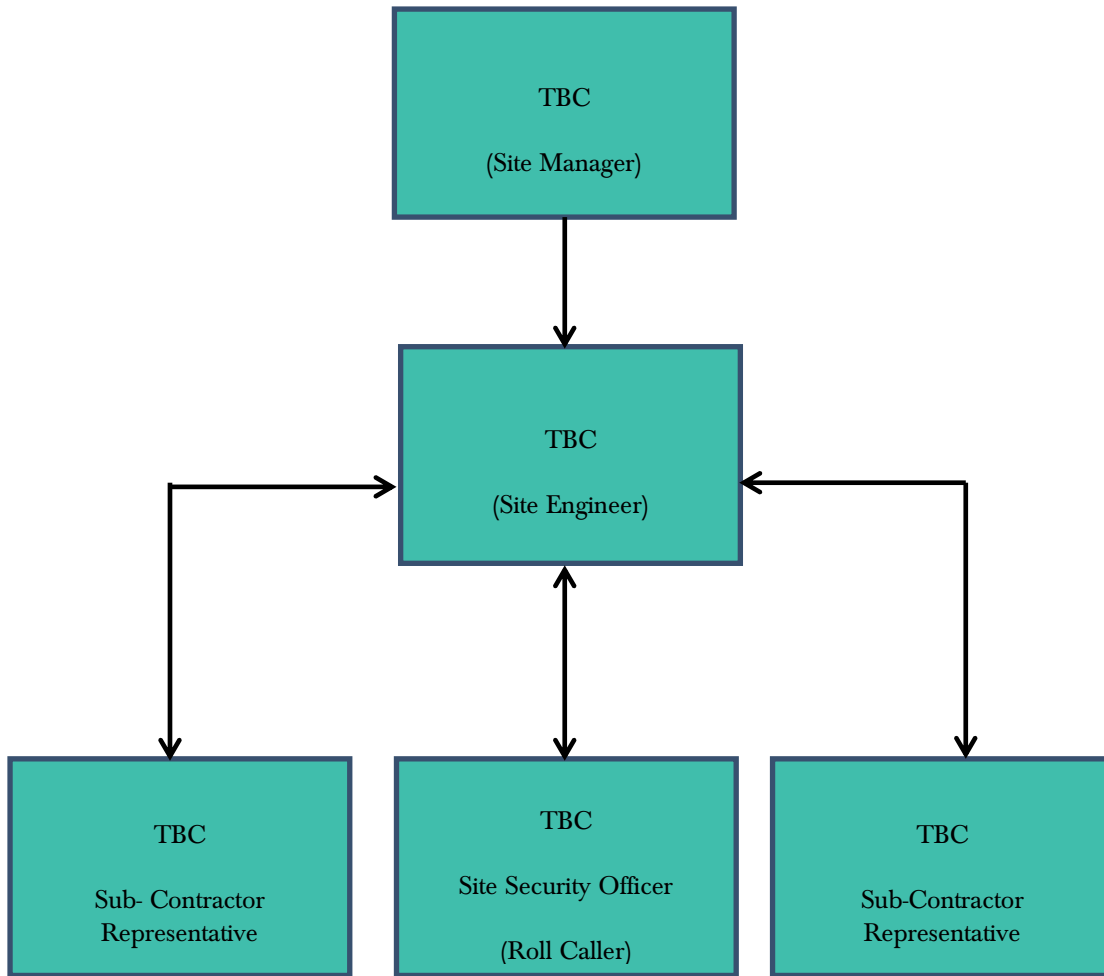 TBC
(Site Manager)
TBC
(Site Engineer)
TBC
Sub- Contractor
Representative
TBC
Site Security Officer
(Roll Caller)
TBC
Sub-Contractor
Representative